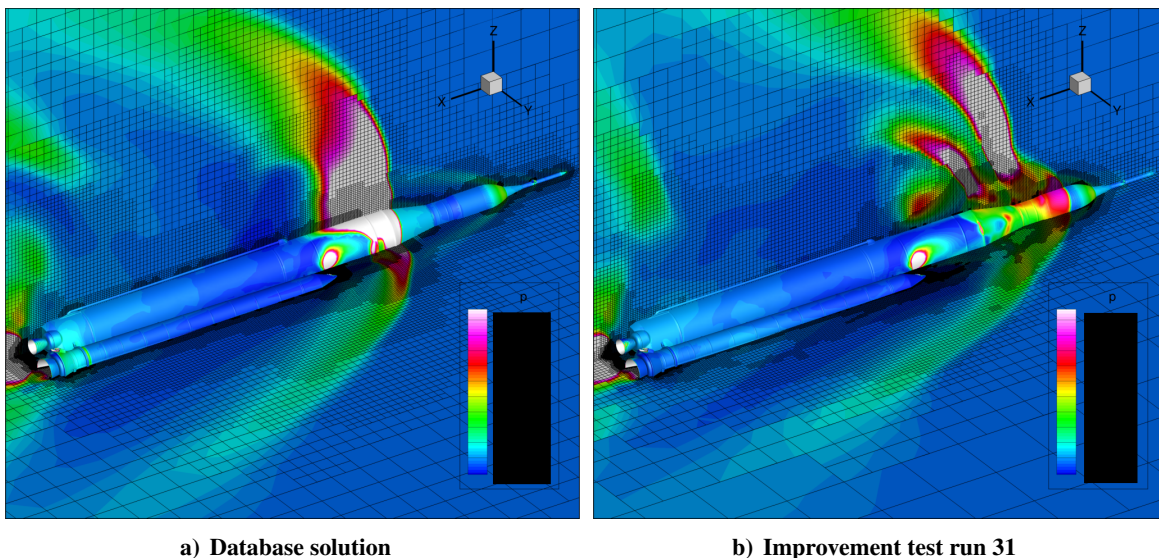 Z
X
Y
p
Z
X
Y
p
a) Database solution
b) Improvement test run 31